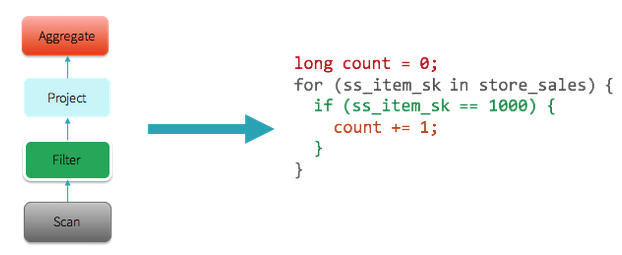 Aggregate
Project
Filter
Scan
long count = 0;
for (ss_item_sk in store_sales) {
  if (ss_item_sk == 1000) {
    count += 1;
  }
}